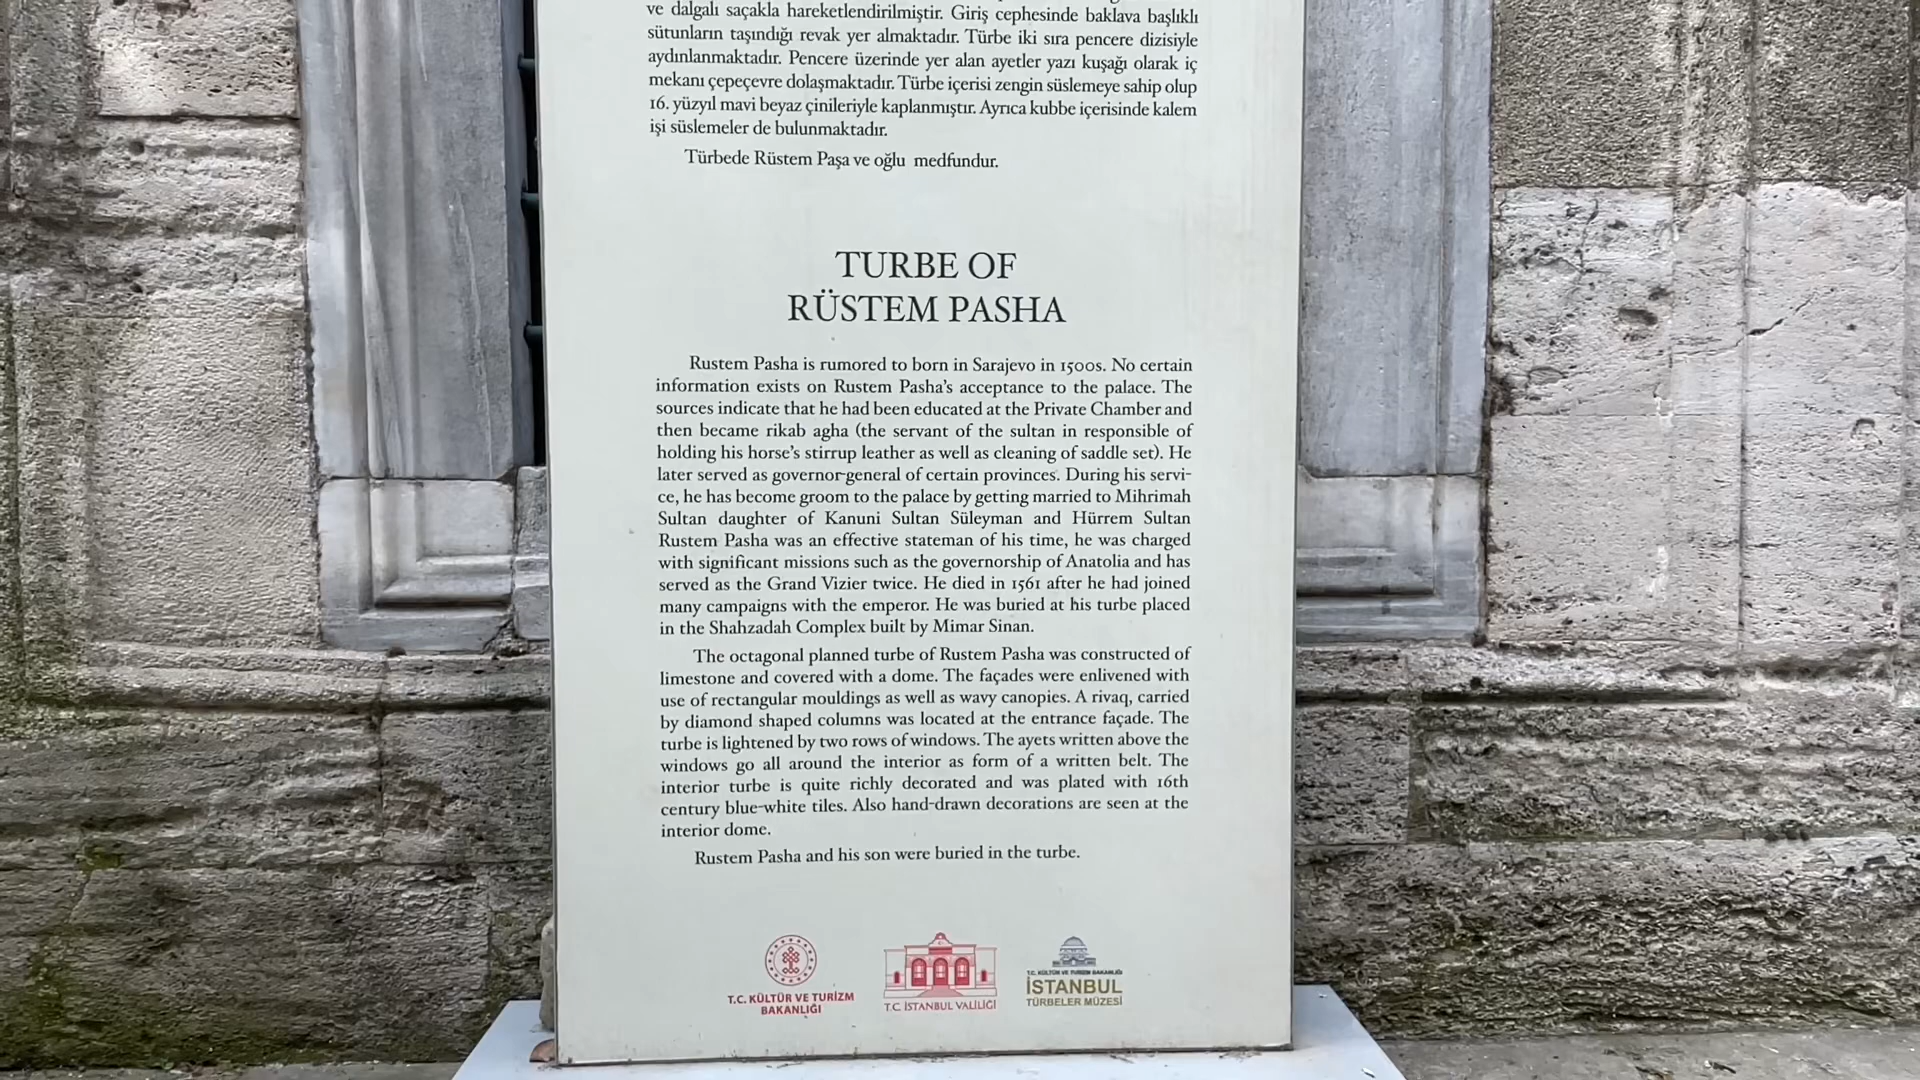 ve dalgalı saçakla hareketlendirilmiştir. Giriş cephesinde baklava başlıklı
sütunların taşındığı revak yer almaktadır. Türbe iki sıra pencere dizisiyle
aydınlanmaktadır. Pencere üzerinde yer alan ayetler yazı kuşağı olarak iç
mekanı çepeçevre dolaşmaktadır. Türbe içerisi zengin süslemeye sahip olup
16. yüzyıl mavi beyaz çinileriyle kaplanmıştır. Ayrıca kubbe içerisinde kalem
işi süslemeler de bulunmaktadır.
Türbede Rüstem Paşa ve oğlu medfundur.
TURBE OF
RÜSTEM PASHA
Rustem Pasha is rumored to born in Sarajevo in 1500s. No certain
information exists on Rustem Pasha's acceptance to the palace. The
sources indicate that he had been educated at the Private Chamber and
then became rikab agha (the servant of the sultan in responsible of
holding his horse's stirrup leather as well as cleaning of saddle set). He
later served as governor-general of certain provinces. During his servi-
ce, he has become groom to the palace by getting married to Mihrimah
Sultan daughter of Kanuni Sultan Süleyman and Hürrem Sultan
Rustem Pasha was an effective stateman of his time, he was charged
with significant missions such as the governorship of Anatolia and has
served as the Grand Vizier twice. He died in 1561 after he had joined
many campaigns with the emperor. He was buried at his turbe placed
in the Shahzadah Complex built by Mimar Sinan.
The octagonal planned turbe of Rustem Pasha was constructed of
limestone and covered with a dome. The façades were enlivened with
use of rectangular mouldings as well as wavy canopies. A rivaq, carried
by diamond shaped columns was located at the entrance façade. The
turbe is lightened by two rows of windows. The ayets written above the
windows go all around the interior as form of a written belt. The
interior turbe is quite richly decorated and was plated with 16th
century blue-white tiles. Also hand-drawn decorations are seen at the
interior dome.
Rustem Pasha and his son were buried in the turbe.
T.C. KÜLTÜR VE TURİZM
BAKANLIĞI
T.C. İSTANBUL VALİLİĞİ
T.C. KÜLTÜR VE TURİZM BAKANLIĞI
İSTANBUL
TÜRBELER MÜZESİ